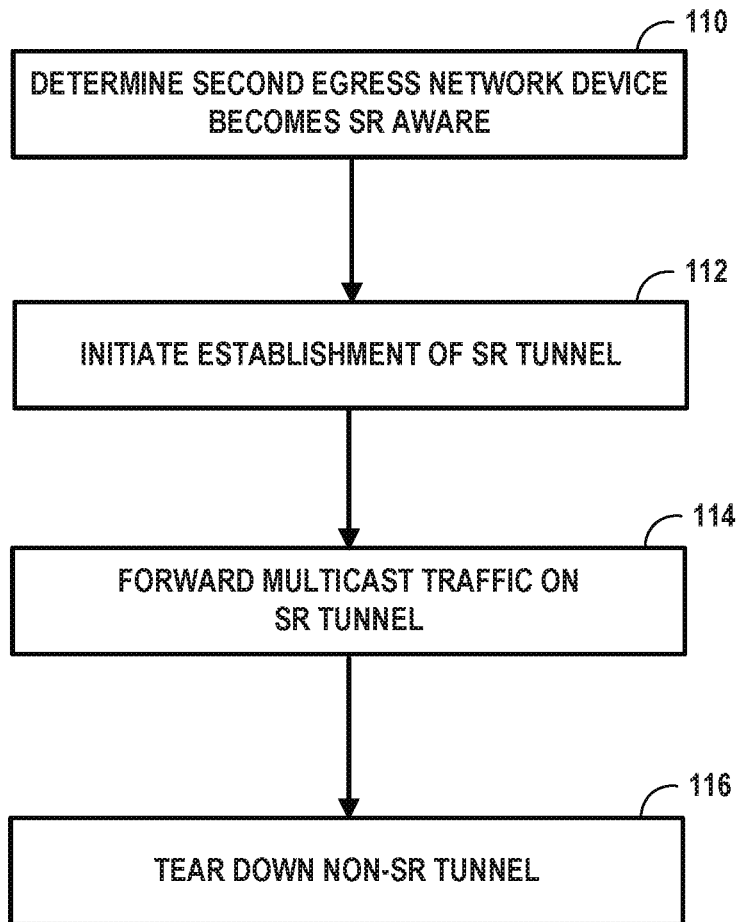 110
DETERMINE SECOND EGRESS NETWORK DEVICE
BECOMES SR AWARE
112
INITIATE ESTABLISHMENT OF SR TUNNEL
114
FORWARD MULTICAST TRAFFIC ON
SR TUNNEL
116
TEAR DOWN NON-SR TUNNEL